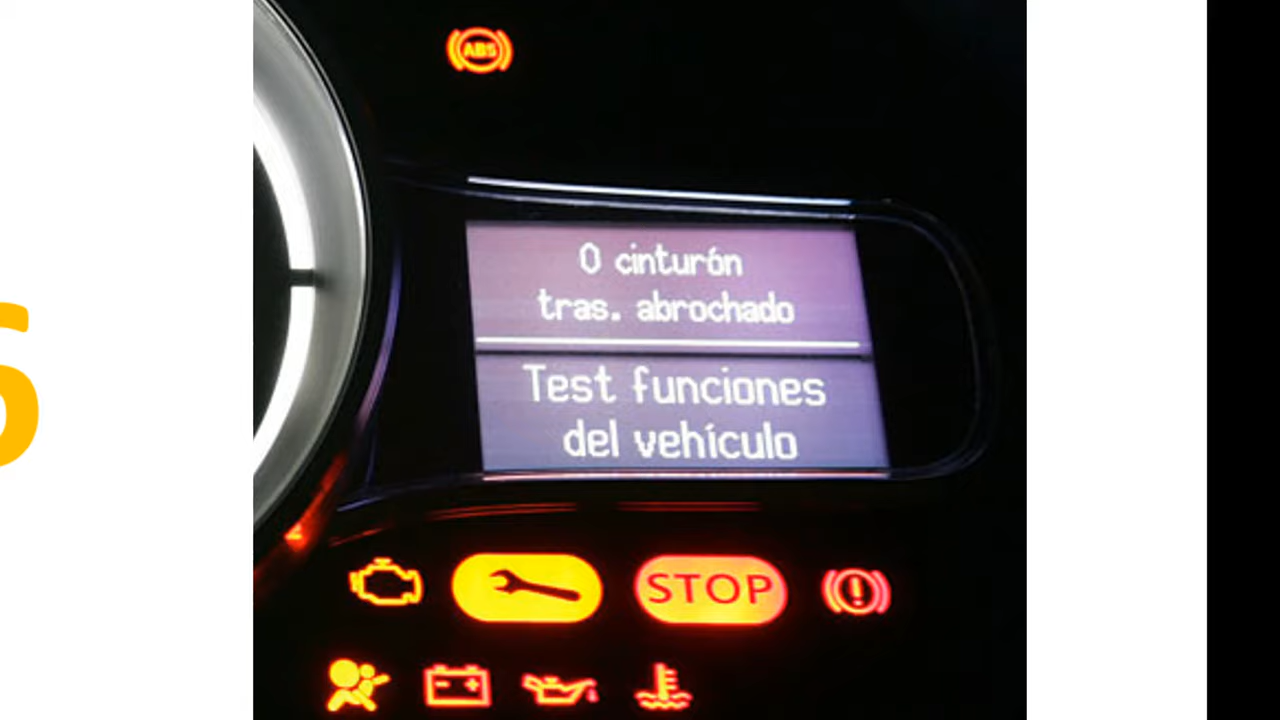 ABS
0 cinturón
tras. abrochado
Test funciones
del vehículo
STOP